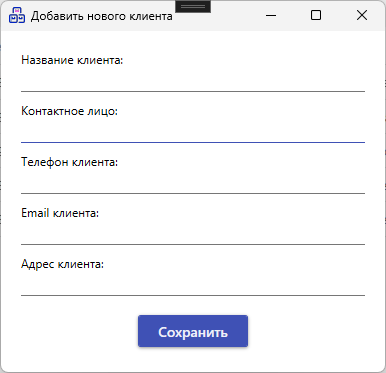 Добавить нового клиента
Название клиента:
Контактное лицо:
Телефон клиента:
Email клиента:
Адрес клиента:
Сохранить